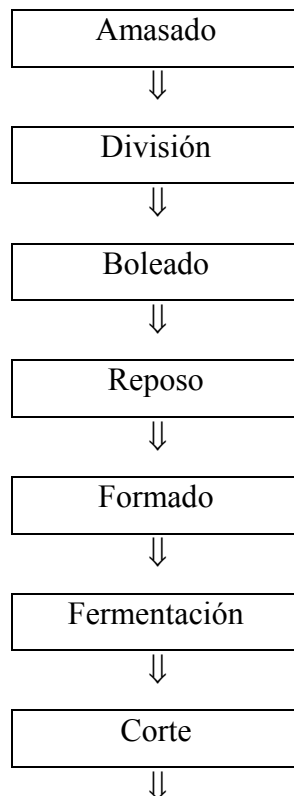 Amasado
⇓
División
⇓
Boleado
⇓
Reposo
⇓
Formado
⇓
Fermentación
⇓
Corte
⇓